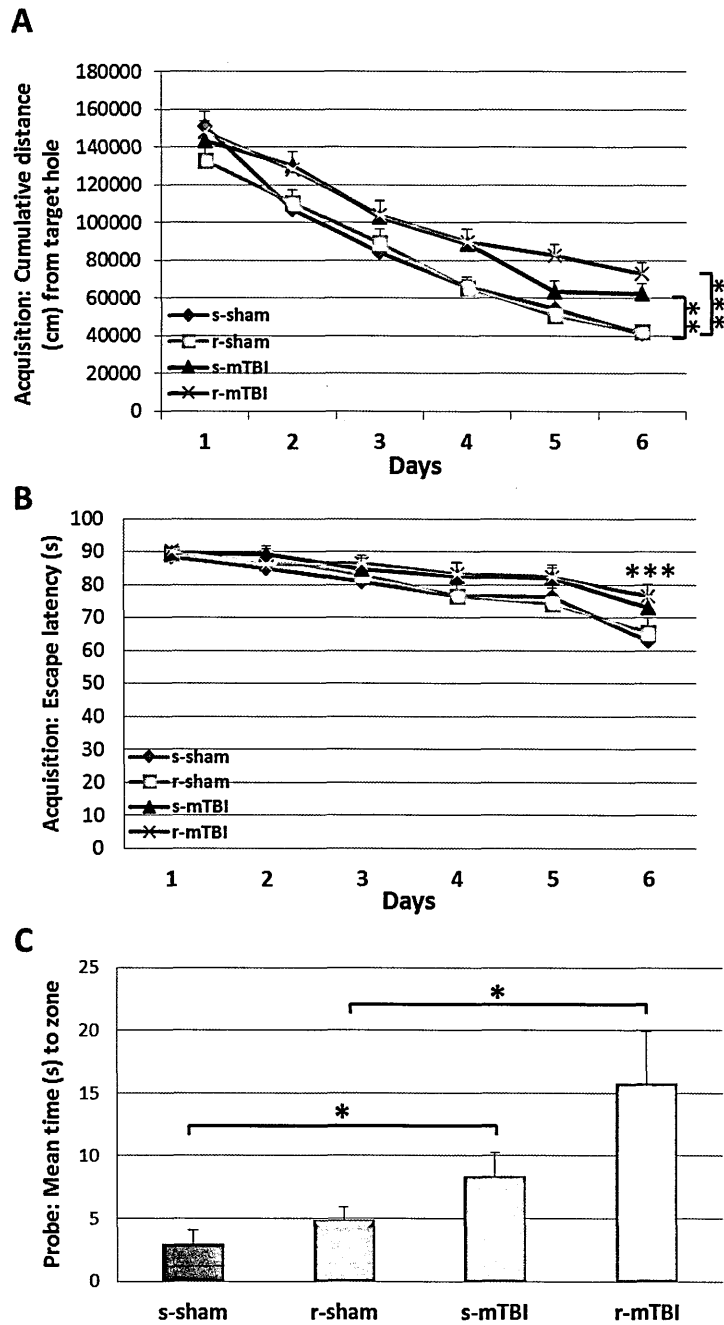 A
Acquisition: Cumulative distance
(cm) from target hole
180000
160000
140000
120000
100000
80000
60000
40000
20000
0
s-sham
r-sham
s-mTBI
r-mTBI
**
***
1 2 3 4 5 6
Days
B
Acquisition: Escape latency (s)
100
90
80
70
60
50
40
30
20
10
0
***
s-sham
r-sham
s-mTBI
r-mTBI
1 2 3 4 5 6
Days
C
Probe: Mean time (s) to zone
25
20
15
10
5
0
*
*
s-sham r-sham s-mTBI r-mTBI